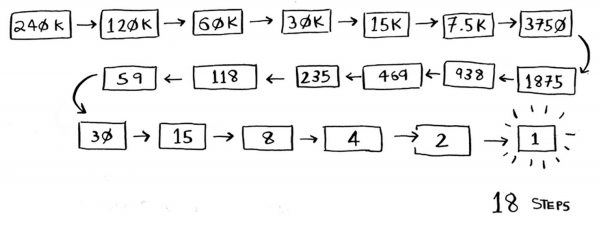 240K → 120K → 60K → 30K → 15K → 7.5K → 3750
59 ← 118 ← 235 ← 469 ← 938 ← 1875
30 → 15 → 8 → 4 → 2 → 1
18 STEPS